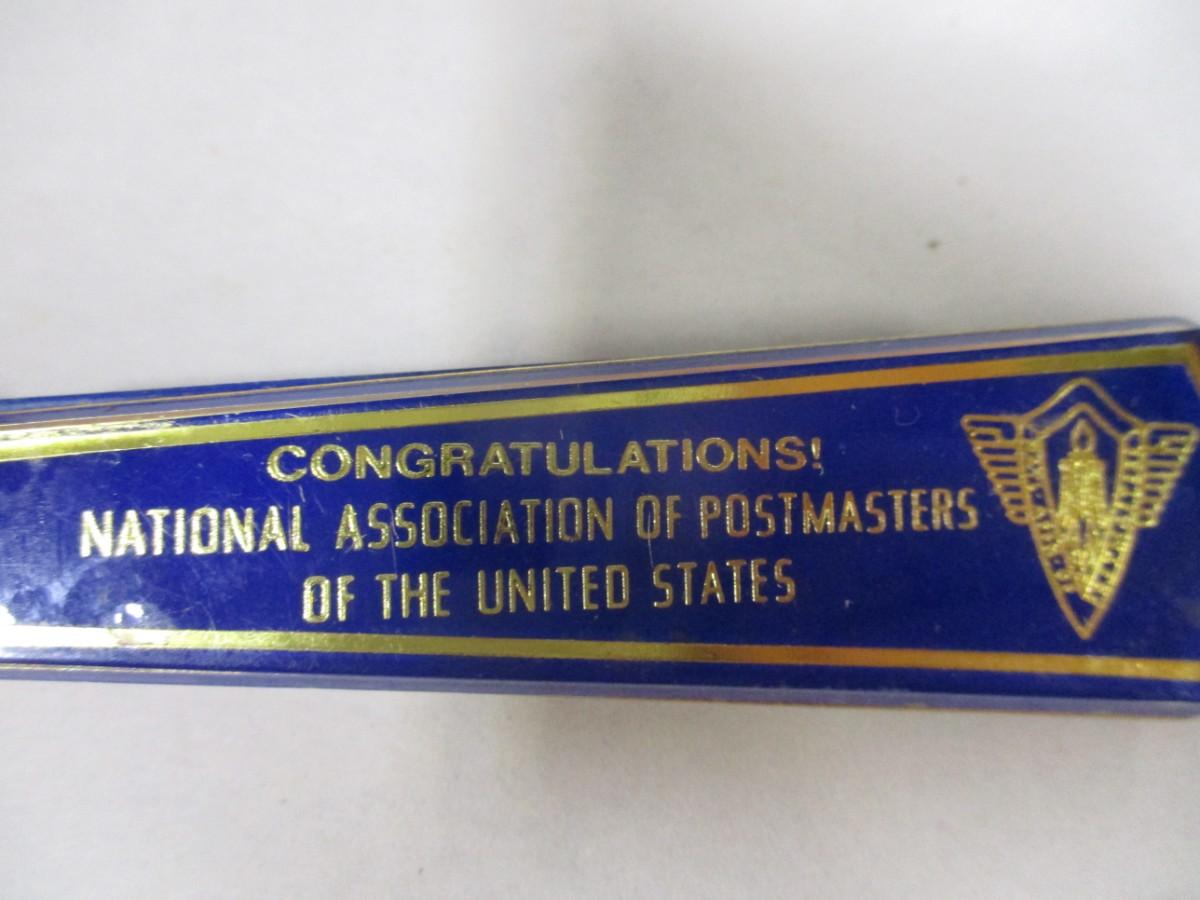 CONGRATULATIONS!
NATIONAL ASSOCIATION OF POSTMASTERS
OF THE UNITED STATES